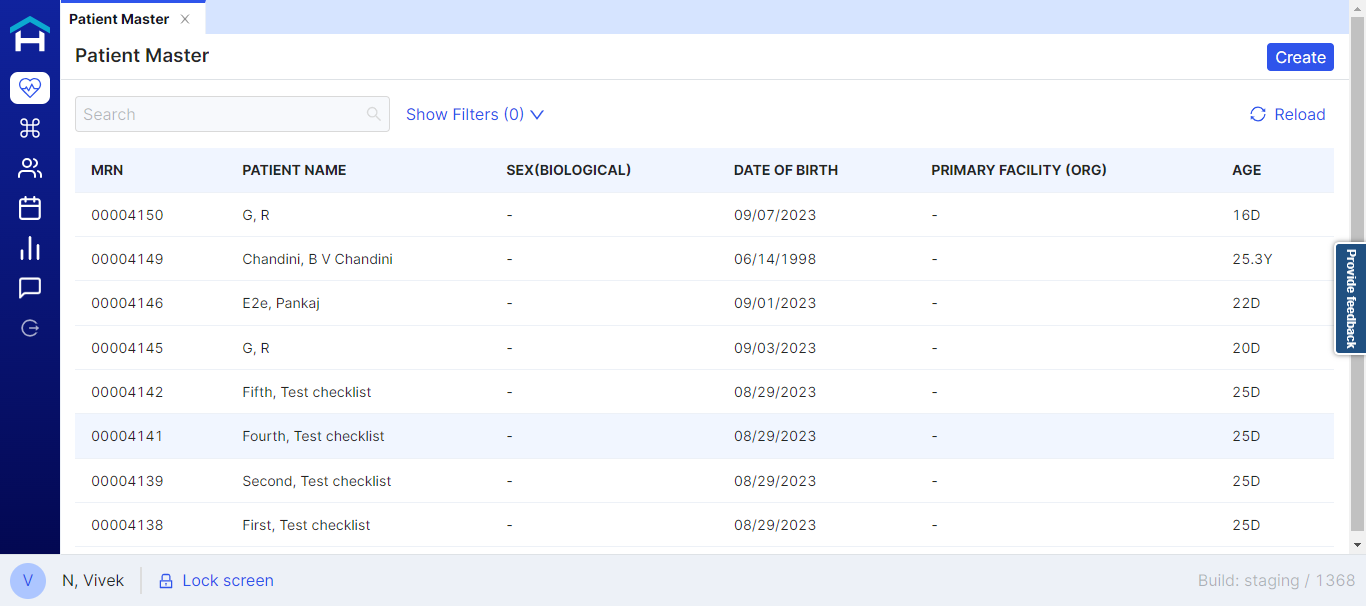 Patient Master
Patient Master
Create
Search
Show Filters (0)
Reload
MRN PATIENT NAME SEX(BIOLOGICAL) DATE OF BIRTH PRIMARY FACILITY (ORG) AGE
00004150 G, R - 09/07/2023 - 16D
00004149 Chandini, B V Chandini - 06/14/1998 - 25.3Y
00004146 E2e, Pankaj - 09/01/2023 - 22D
00004145 G, R - 09/03/2023 - 20D
00004142 Fifth, Test checklist - 08/29/2023 - 25D
00004141 Fourth, Test checklist - 08/29/2023 - 25D
00004139 Second, Test checklist - 08/29/2023 - 25D
00004138 First, Test checklist - 08/29/2023 - 25D
Provide feedback
V N, Vivek Lock screen Build: staging / 1368